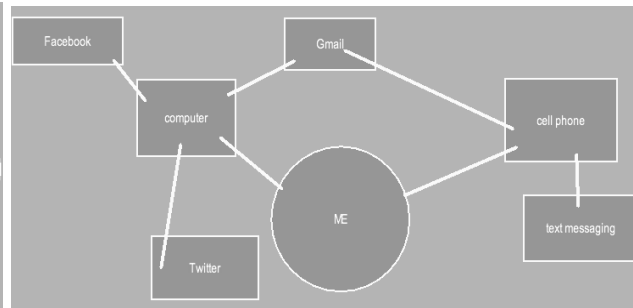 Facebook
Gmail
computer
cell phone
ME
text messaging
Twitter